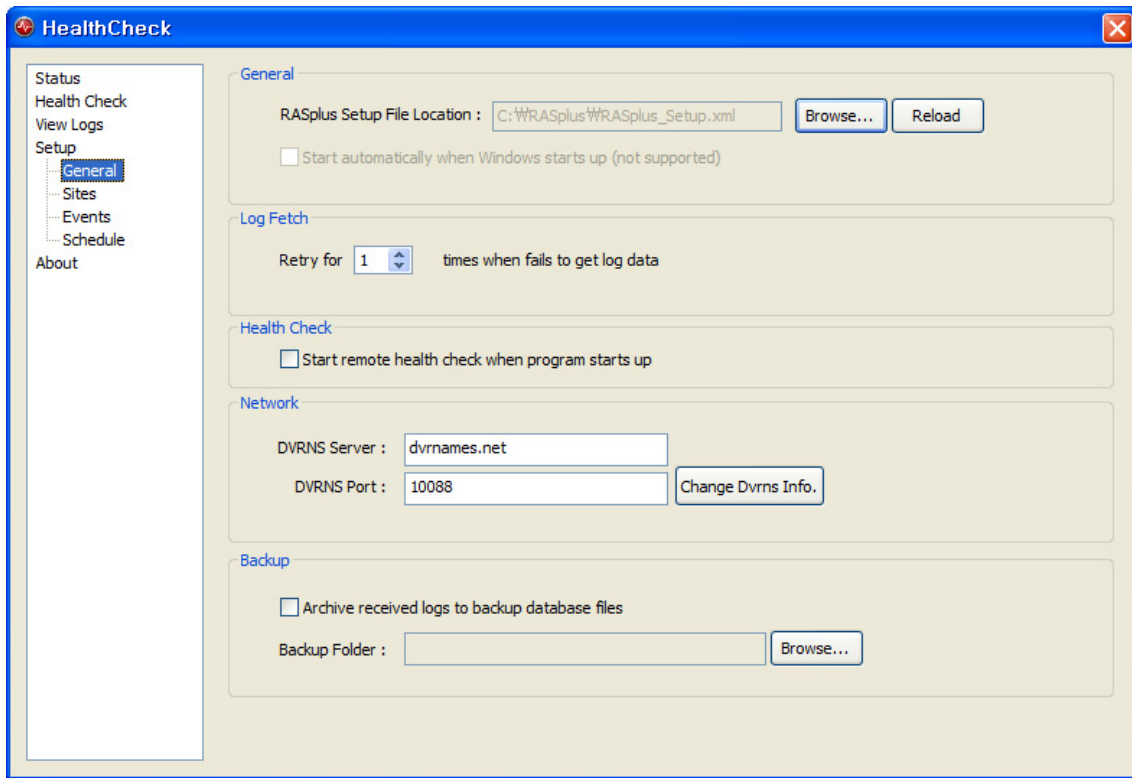 HealthCheck
Status
Health Check
View Logs
Setup
General
Sites
Events
Schedule
About
General
RASplus Setup File Location : C:₩RASplus₩RASplus_Setup.xml Browse... Reload
Start automatically when Windows starts up (not supported)
Log Fetch
Retry for 1 times when fails to get log data
Health Check
Start remote health check when program starts up
Network
DVRNS Server : dvrnames.net
DVRNS Port : 10088 Change Dvrns Info.
Backup
Archive received logs to backup database files
Backup Folder : Browse...